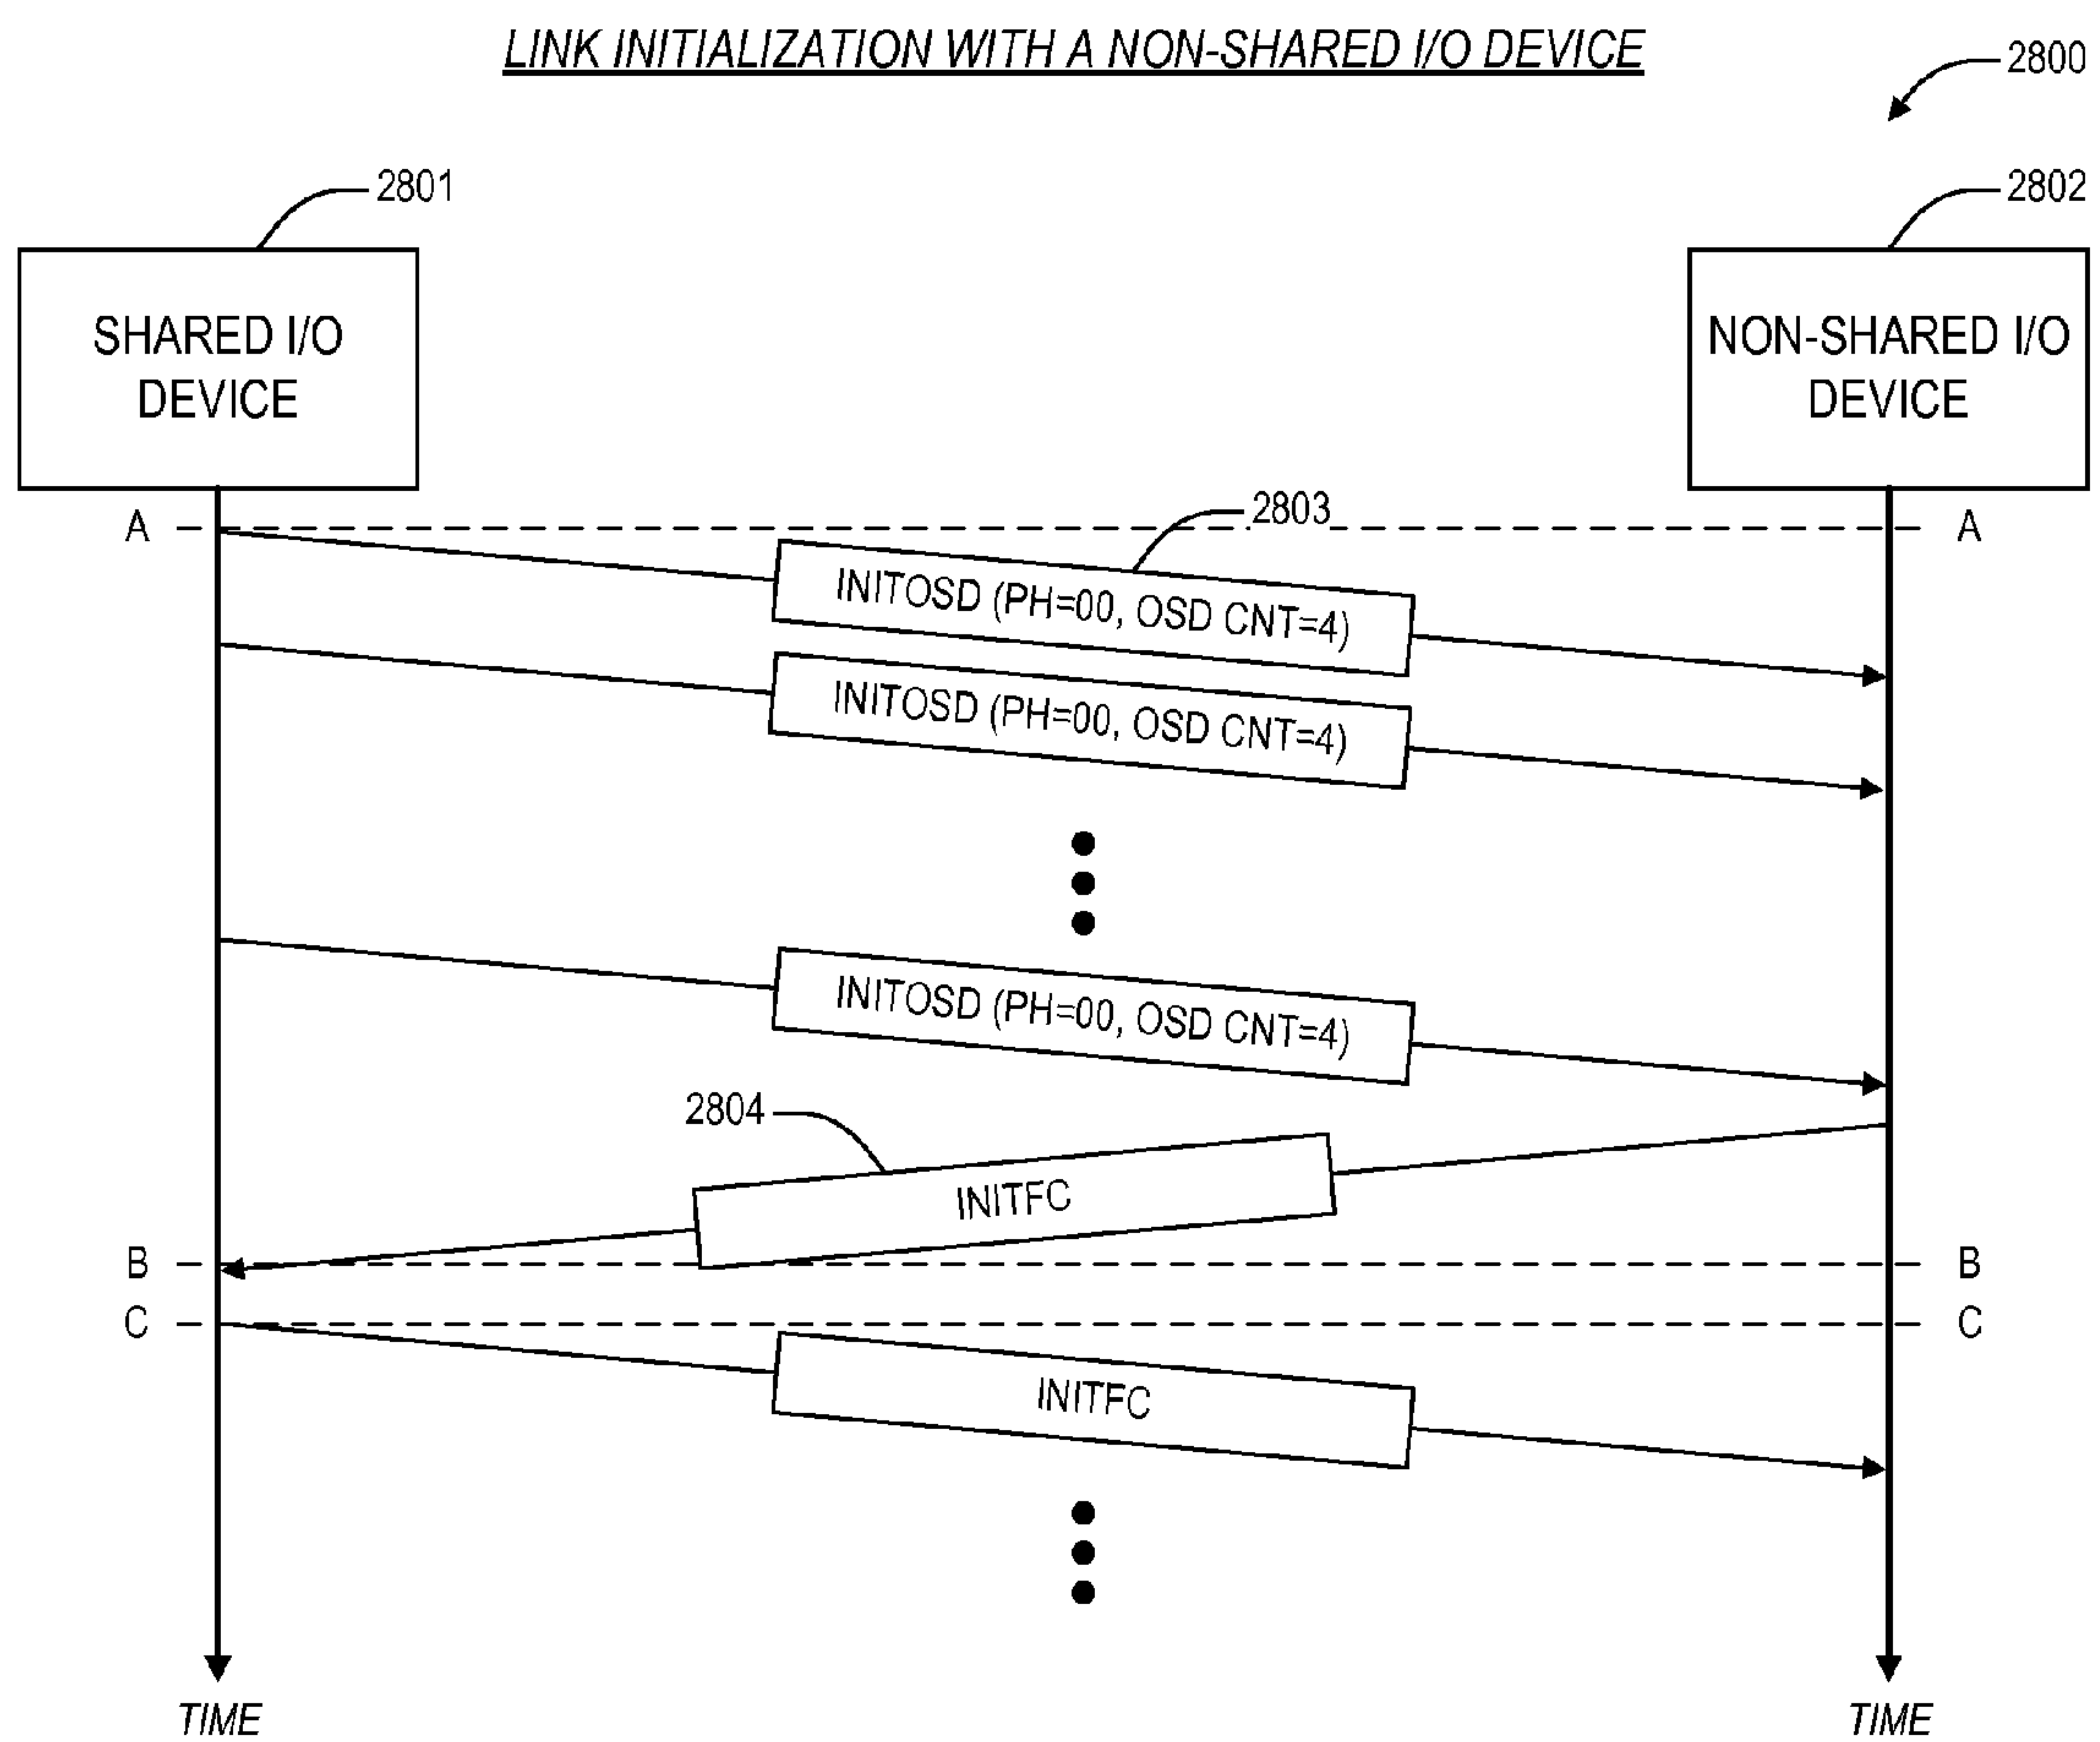 LINK INITIALIZATION WITH A NON-SHARED I/O DEVICE
2800
2801
2802
SHARED I/O
DEVICE
NON-SHARED I/O
DEVICE
A
2803
A
INITOSD (PH=00, OSD CNT=4)
INITOSD (PH=00, OSD CNT=4)
INITOSD (PH=00, OSD CNT=4)
2804
INITFC
B
B
C
C
INITFC
TIME
TIME